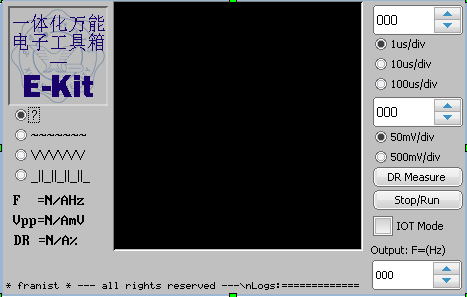 一体化万能
电子工具箱
—
E-Kit
?
~~~~~~~
\/\/\/\/\/\/
_||_||_||_||_
F =N/AHz
Vpp=N/AmV
DR =N/A%
000
1us/div
10us/div
100us/div
000
50mV/div
500mV/div
DR Measure
Stop/Run
IOT Mode
Output: F=(Hz)
000
* framist * --- all rights reserved ---\nLogs:=============